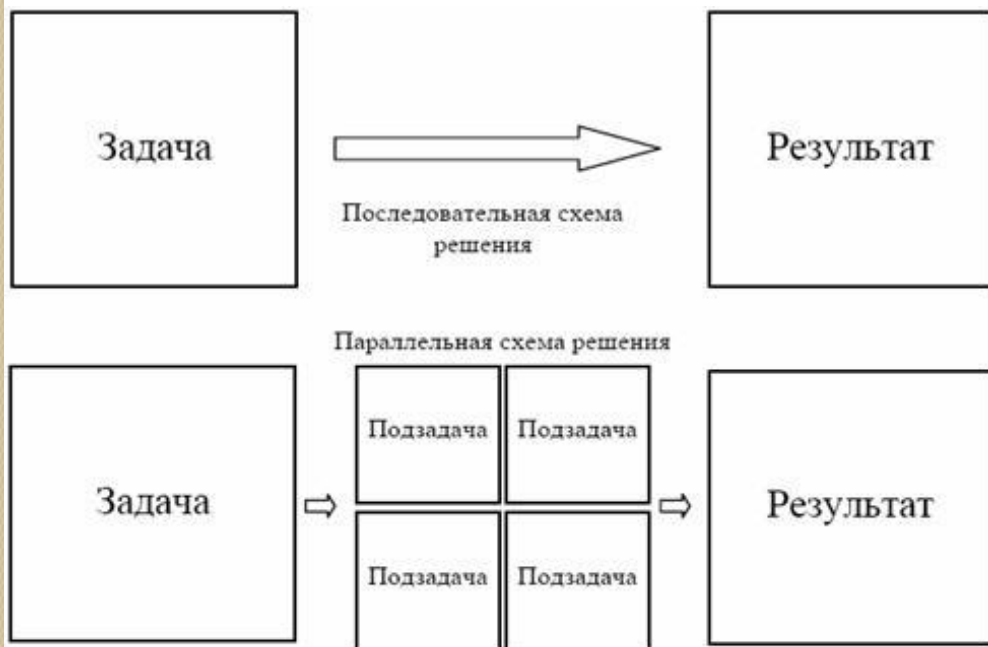 Задача
Результат
Последовательная схема
решения
Параллельная схема решения
Задача
Подзадача Подзадача
Подзадача Подзадача
Результат